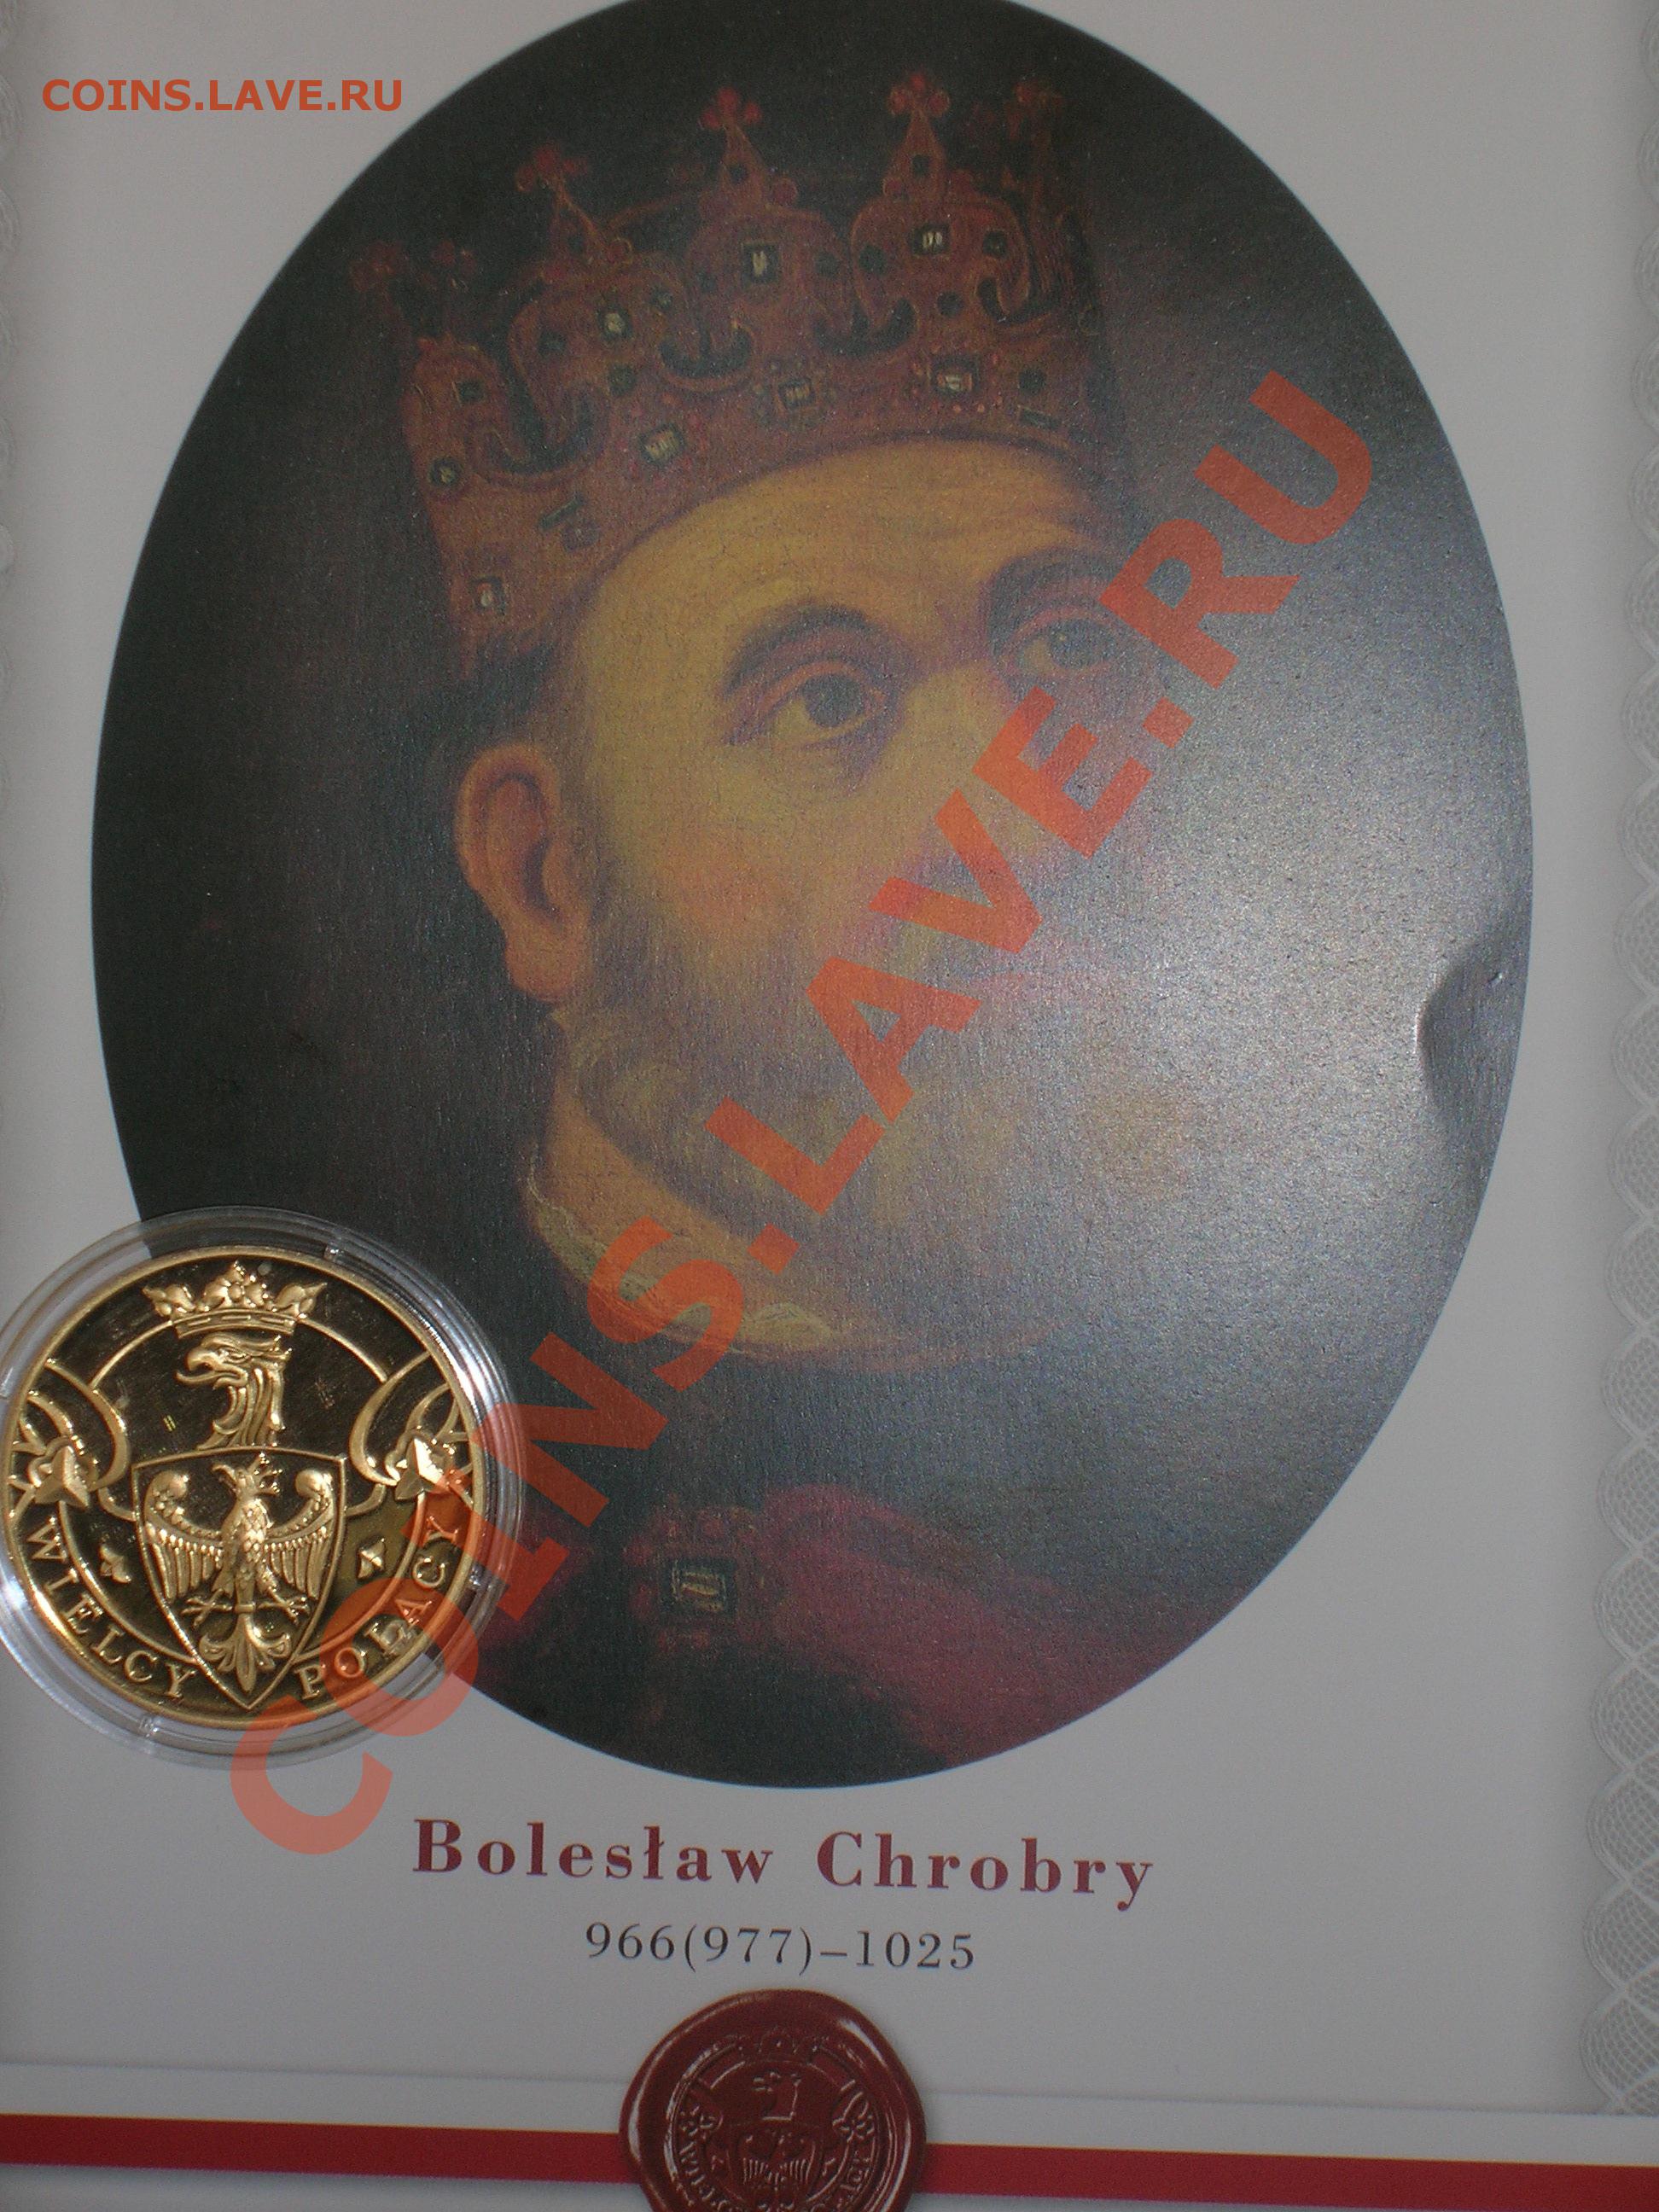 COINS.LAVE.RU
COINS.LAVE.RU
WIELCY POLACY
Bolesław Chrobry
966(977)–1025